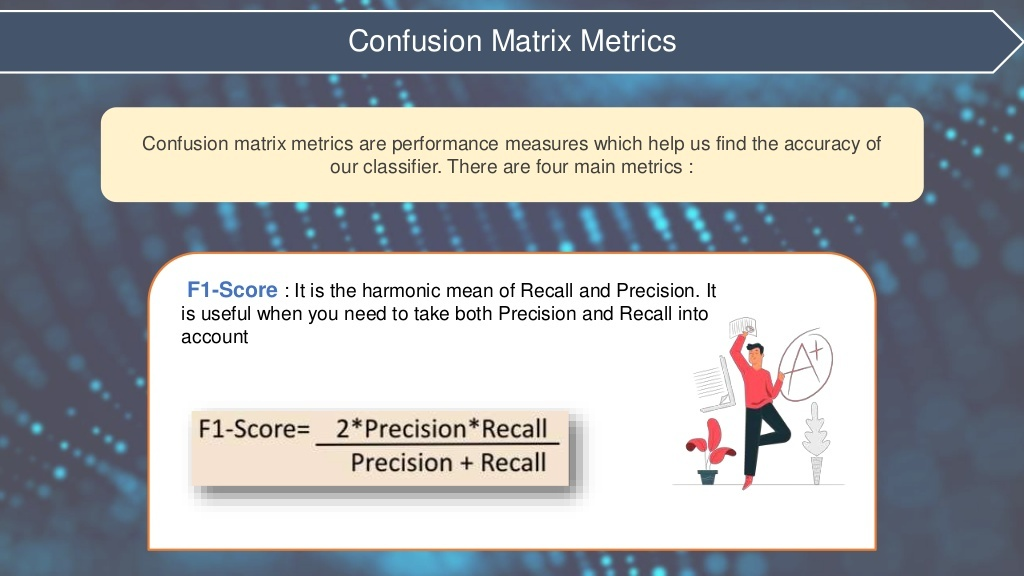 Confusion Matrix Metrics
Confusion matrix metrics are performance measures which help us find the accuracy of
our classifier. There are four main metrics :
F1-Score : It is the harmonic mean of Recall and Precision. It
is useful when you need to take both Precision and Recall into
account
A+
F1-Score= 2*Precision*Recall
Precision + Recall